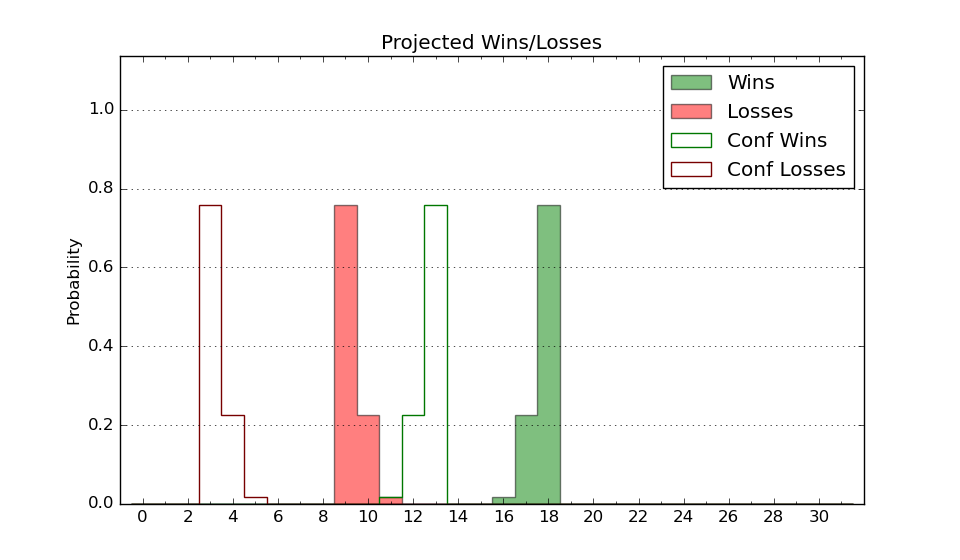 Projected Wins/Losses
Wins
Losses
Conf Wins
Conf Losses
Probability
1.0
0.8
0.6
0.4
0.2
0.0
0 2 4 6 8 10 12 14 16 18 20 22 24 26 28 30